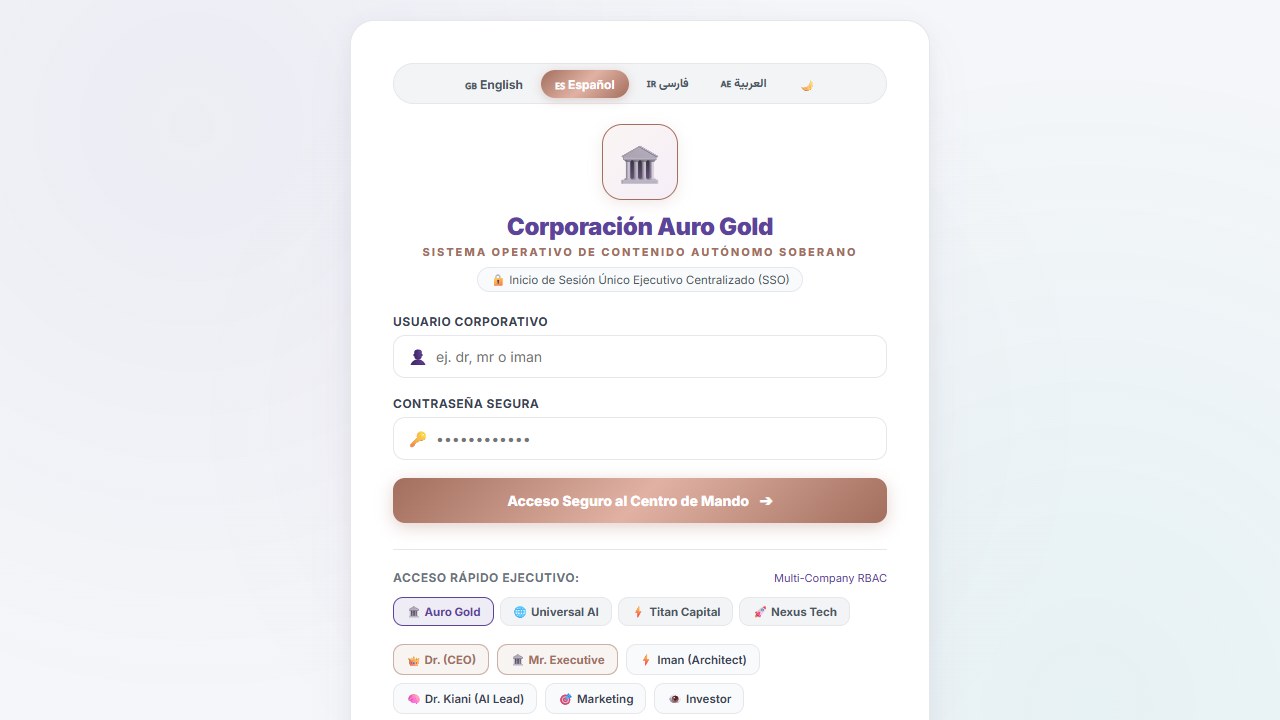 GB English ES Español IR فارسی AE العربية
Corporación Auro Gold
SISTEMA OPERATIVO DE CONTENIDO AUTÓNOMO SOBERANO
Inicio de Sesión Único Ejecutivo Centralizado (SSO)
USUARIO CORPORATIVO
ej. dr, mr o iman
CONTRASEÑA SEGURA
••••••••••••
Acceso Seguro al Centro de Mando ➔
ACCESO RÁPIDO EJECUTIVO: Multi-Company RBAC
Auro Gold Universal AI Titan Capital Nexus Tech
Dr. (CEO) Mr. Executive Iman (Architect)
Dr. Kiani (AI Lead) Marketing Investor